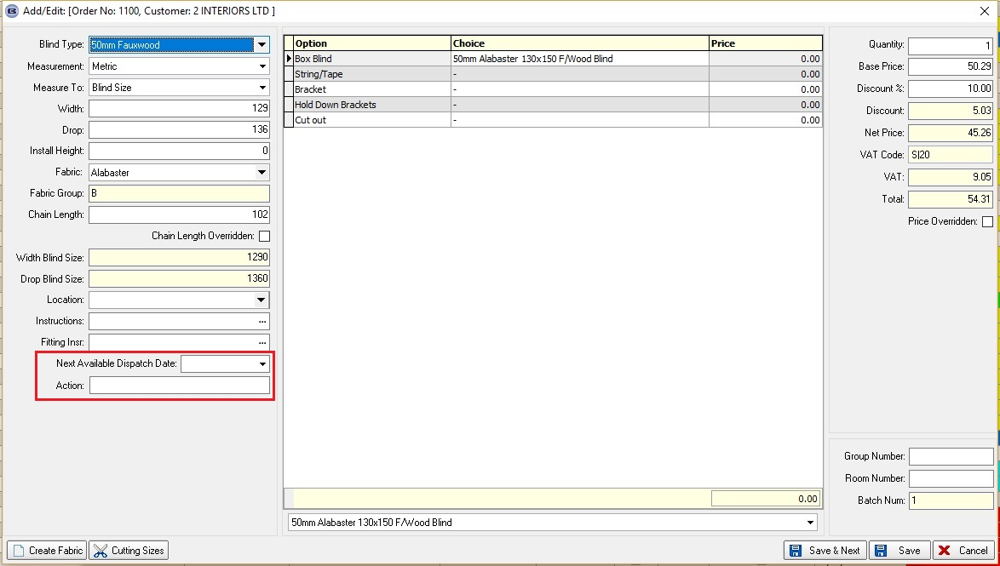 Add/Edit: [Order No: 1100, Customer: 2 INTERIORS LTD ]
Blind Type: 50mm Fauxwood
Measurement: Metric
Measure To: Blind Size
Width: 129
Drop: 136
Install Height: 0
Fabric: Alabaster
Fabric Group: B
Chain Length: 102
Chain Length Overridden:
Width Blind Size: 1290
Drop Blind Size: 1360
Location:
Instructions: ...
Fitting Insr: ...
Next Available Dispatch Date:
Action:
Option Choice Price
Box Blind 50mm Alabaster 130x150 F/Wood Blind 0.00
String/Tape - 0.00
Bracket - 0.00
Hold Down Brackets - 0.00
Cut out - 0.00
0.00
50mm Alabaster 130x150 F/Wood Blind
Quantity: 1
Base Price: 50.29
Discount %: 10.00
Discount: 5.03
Net Price: 45.26
VAT Code: S|20
VAT: 9.05
Total: 54.31
Price Overridden:
Group Number:
Room Number:
Batch Num: 1
Create Fabric Cutting Sizes Save & Next Save Cancel